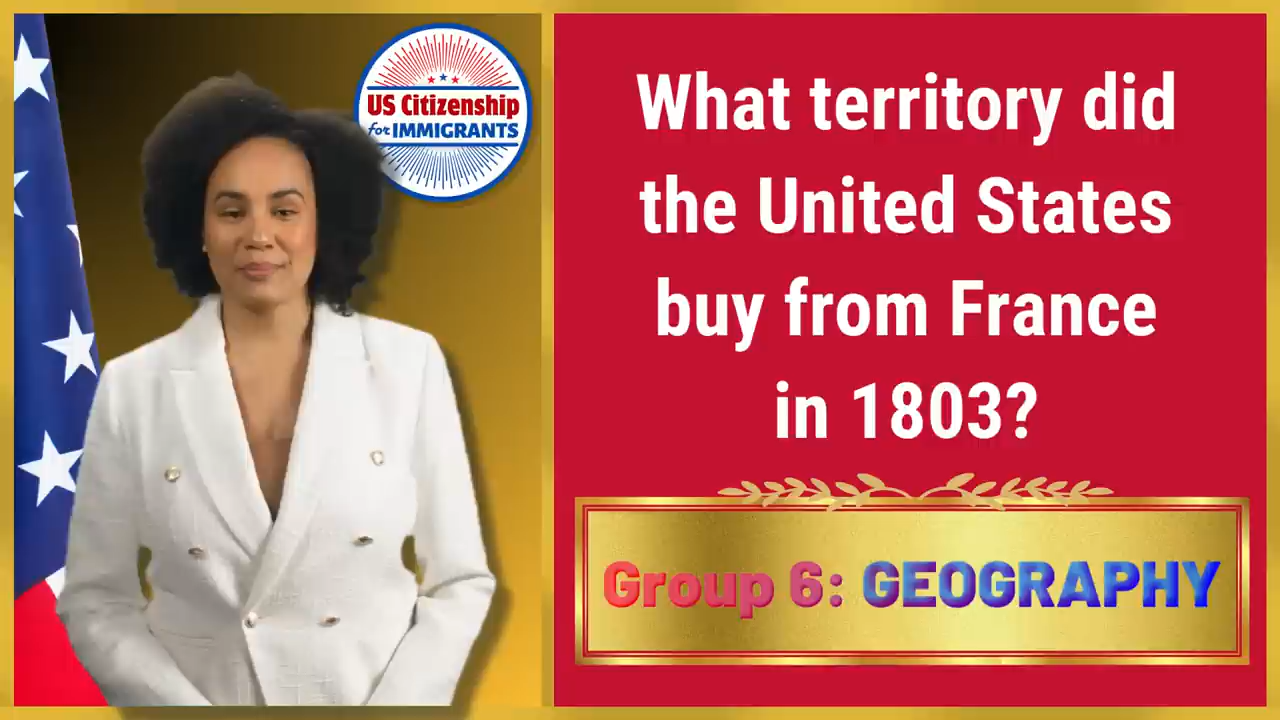 US Citizenship
for IMMIGRANTS
What territory did
the United States
buy from France
in 1803?
Group 6: GEOGRAPHY